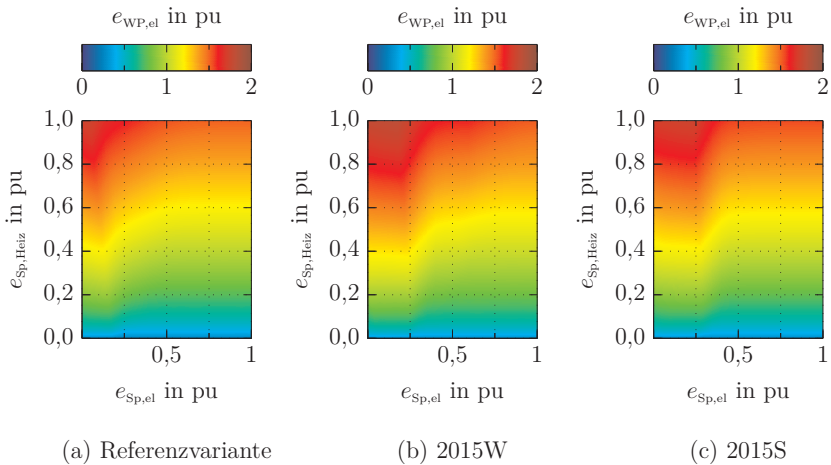 e_WP,el in pu
e_WP,el in pu
e_WP,el in pu
0 1 2
0 1 2
0 1 2
e_Sp,Heiz in pu
1,0
0,8
0,6
0,4
0,2
0,0
0,5 1
e_Sp,el in pu
e_Sp,Heiz in pu
1,0
0,8
0,6
0,4
0,2
0,0
0,5 1
e_Sp,el in pu
e_Sp,Heiz in pu
1,0
0,8
0,6
0,4
0,2
0,0
0,5 1
e_Sp,el in pu
(a) Referenzvariante
(b) 2015W
(c) 2015S